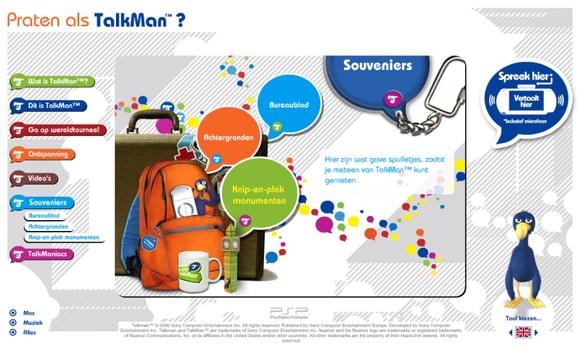 Praten als TalkMan™ ?
Wat is TalkMan™?
Dit is TalkMan™
Ga op wereldtournee!
Ontspanning
Video's
Souveniers
Bureaublad
Achtergronden
Knip-en-plak monumenten
TalkManiacs
Mas
Muziek
Alles
Souveniers
Bureaublad
Achtergronden
Knip-en-plak
monumenten
Hier zijn wat gave spulletjes, zodat
je meteen van TalkMan™ kunt
genieten.
TalkMan
Spreek hier
Vertaalt
hier
*Inclusief microfoon
Taal kiezen...
PSP
PlayStation Portable
Talkman™ © 2006 Sony Computer Entertainment Inc. All rights reserved. Published by Sony Computer Entertainment Europe. Developed by Sony Computer
Entertainment Inc. Talkman and TalkMan™ are trademarks of Sony Computer Entertainment Inc. Nuance and the Nuance logo are trademarks or registered trademarks
of Nuance Communications, Inc. or its affiliates in the United States and/or other countries. All other trademarks are the property of their respective owners. All rights
reserved